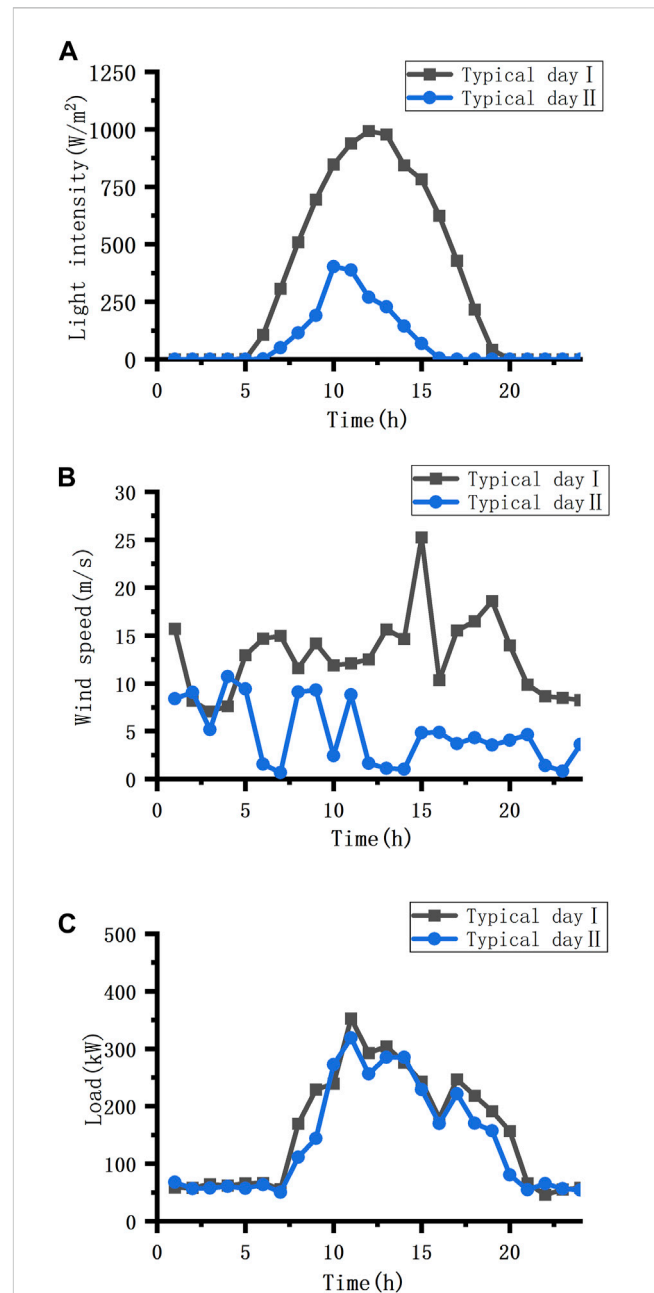 A
Typical day Ⅰ
Typical day Ⅱ
Light intensity(W/m²)
1250
1000
750
500
250
0
0 5 10 15 20
Time(h)
B
Typical day Ⅰ
Typical day Ⅱ
Wind speed(m/s)
30
25
20
15
10
5
0
0 5 10 15 20
Time(h)
C
Typical day Ⅰ
Typical day Ⅱ
Load(kW)
500
400
300
200
100
0
0 5 10 15 20
Time(h)